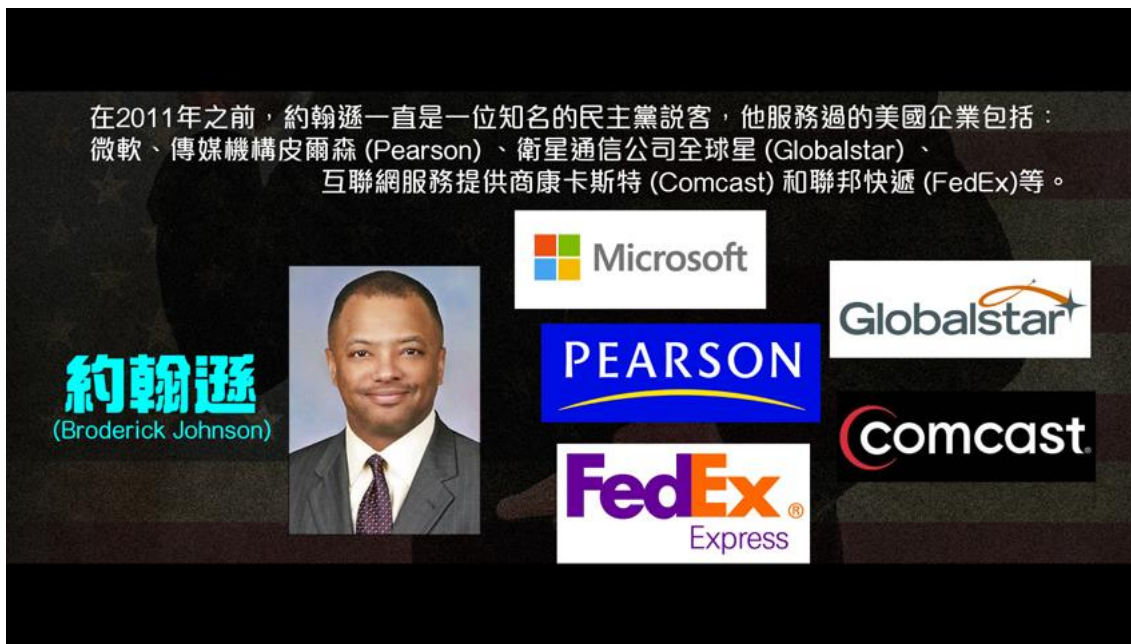 在2011年之前，約翰遜一直是一位知名的民主黨説客，他服務過的美國企業包括：
微軟、傳媒機構皮爾森 (Pearson) 、衛星通信公司全球星 (Globalstar) 、
互聯網服務提供商康卡斯特 (Comcast) 和聯邦快遞 (FedEx)等。
Microsoft
Globalstar
PEARSON
約翰遜
(Broderick Johnson)
comcast.
FedEx®
Express